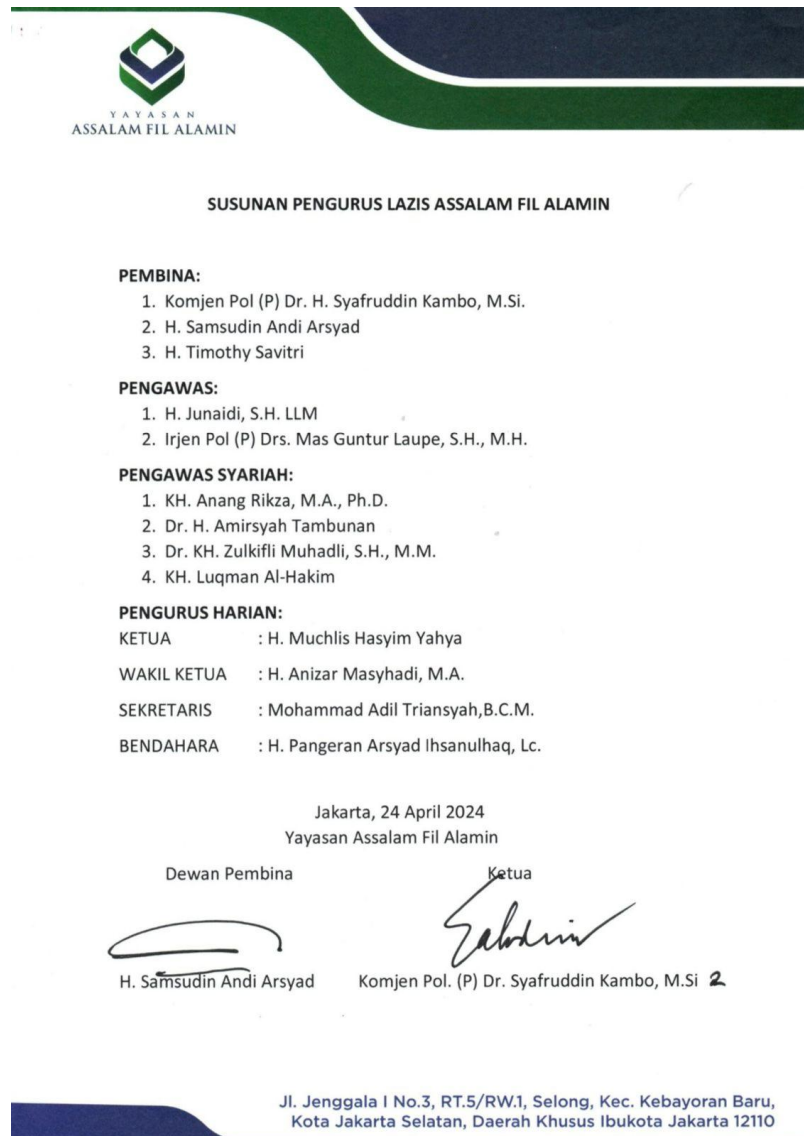 YAYASAN
ASSALAM FIL ALAMIN
SUSUNAN PENGURUS LAZIS ASSALAM FIL ALAMIN
PEMBINA:
1. Komjen Pol (P) Dr. H. Syafruddin Kambo, M.Si.
2. H. Samsudin Andi Arsyad
3. H. Timothy Savitri
PENGAWAS:
1. H. Junaidi, S.H. LLM
2. Irjen Pol (P) Drs. Mas Guntur Laupe, S.H., M.H.
PENGAWAS SYARIAH:
1. KH. Anang Rikza, M.A., Ph.D.
2. Dr. H. Amirsyah Tambunan
3. Dr. KH. Zulkifli Muhadli, S.H., M.M.
4. KH. Luqman Al-Hakim
PENGURUS HARIAN:
KETUA : H. Muchlis Hasyim Yahya
WAKIL KETUA : H. Anizar Masyhadi, M.A.
SEKRETARIS : Mohammad Adil Triansyah,B.C.M.
BENDAHARA : H. Pangeran Arsyad Ihsanulhaq, Lc.
Jakarta, 24 April 2024
Yayasan Assalam Fil Alamin
Dewan Pembina Ketua
H. Samsudin Andi Arsyad Komjen Pol. (P) Dr. Syafruddin Kambo, M.Si 2
Jl. Jenggala I No.3, RT.5/RW.1, Selong, Kec. Kebayoran Baru,
Kota Jakarta Selatan, Daerah Khusus Ibukota Jakarta 12110